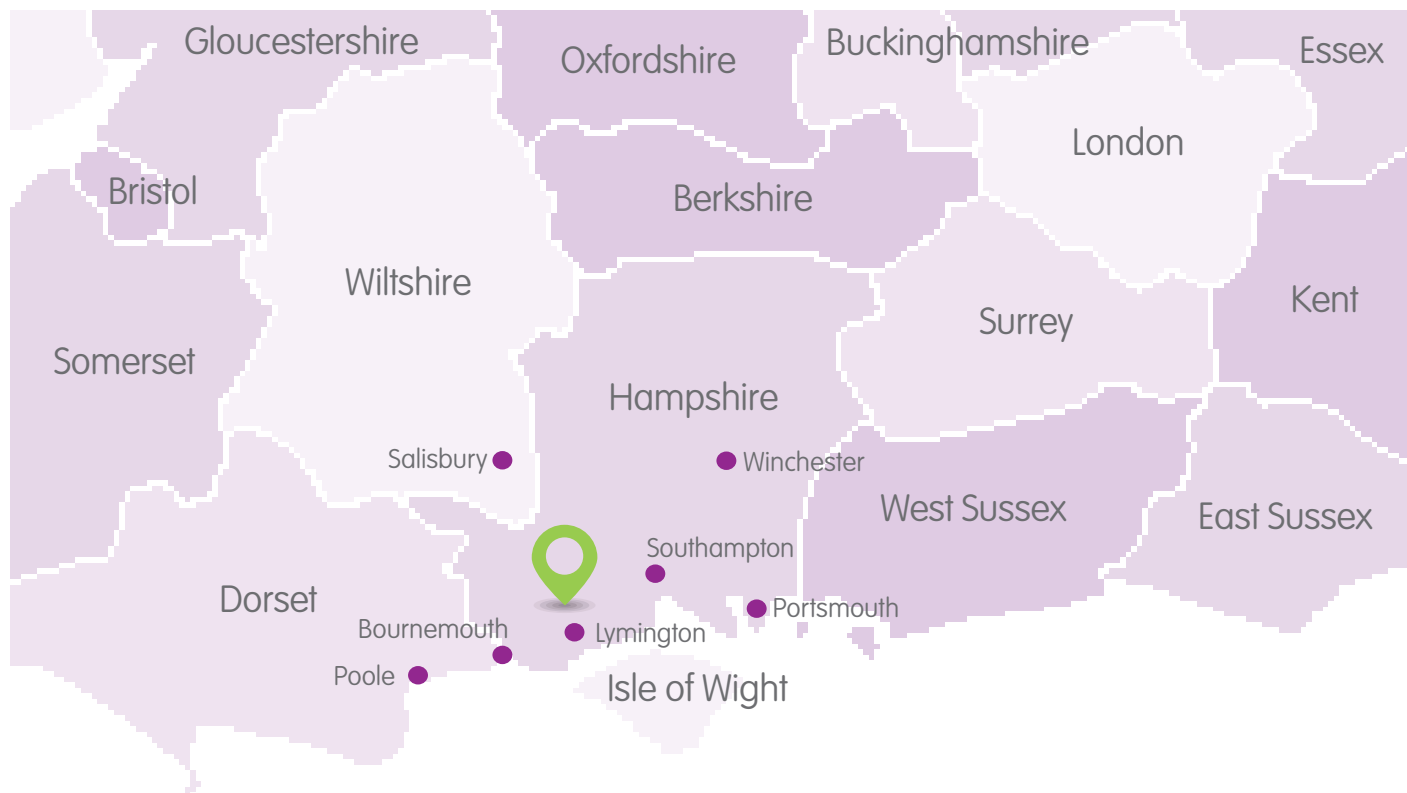 Gloucestershire
Oxfordshire
Buckinghamshire
Essex
London
Bristol
Berkshire
Wiltshire
Kent
Surrey
Somerset
Hampshire
Salisbury
Winchester
West Sussex
East Sussex
Southampton
Dorset
Portsmouth
Bournemouth
Lymington
Poole
Isle of Wight